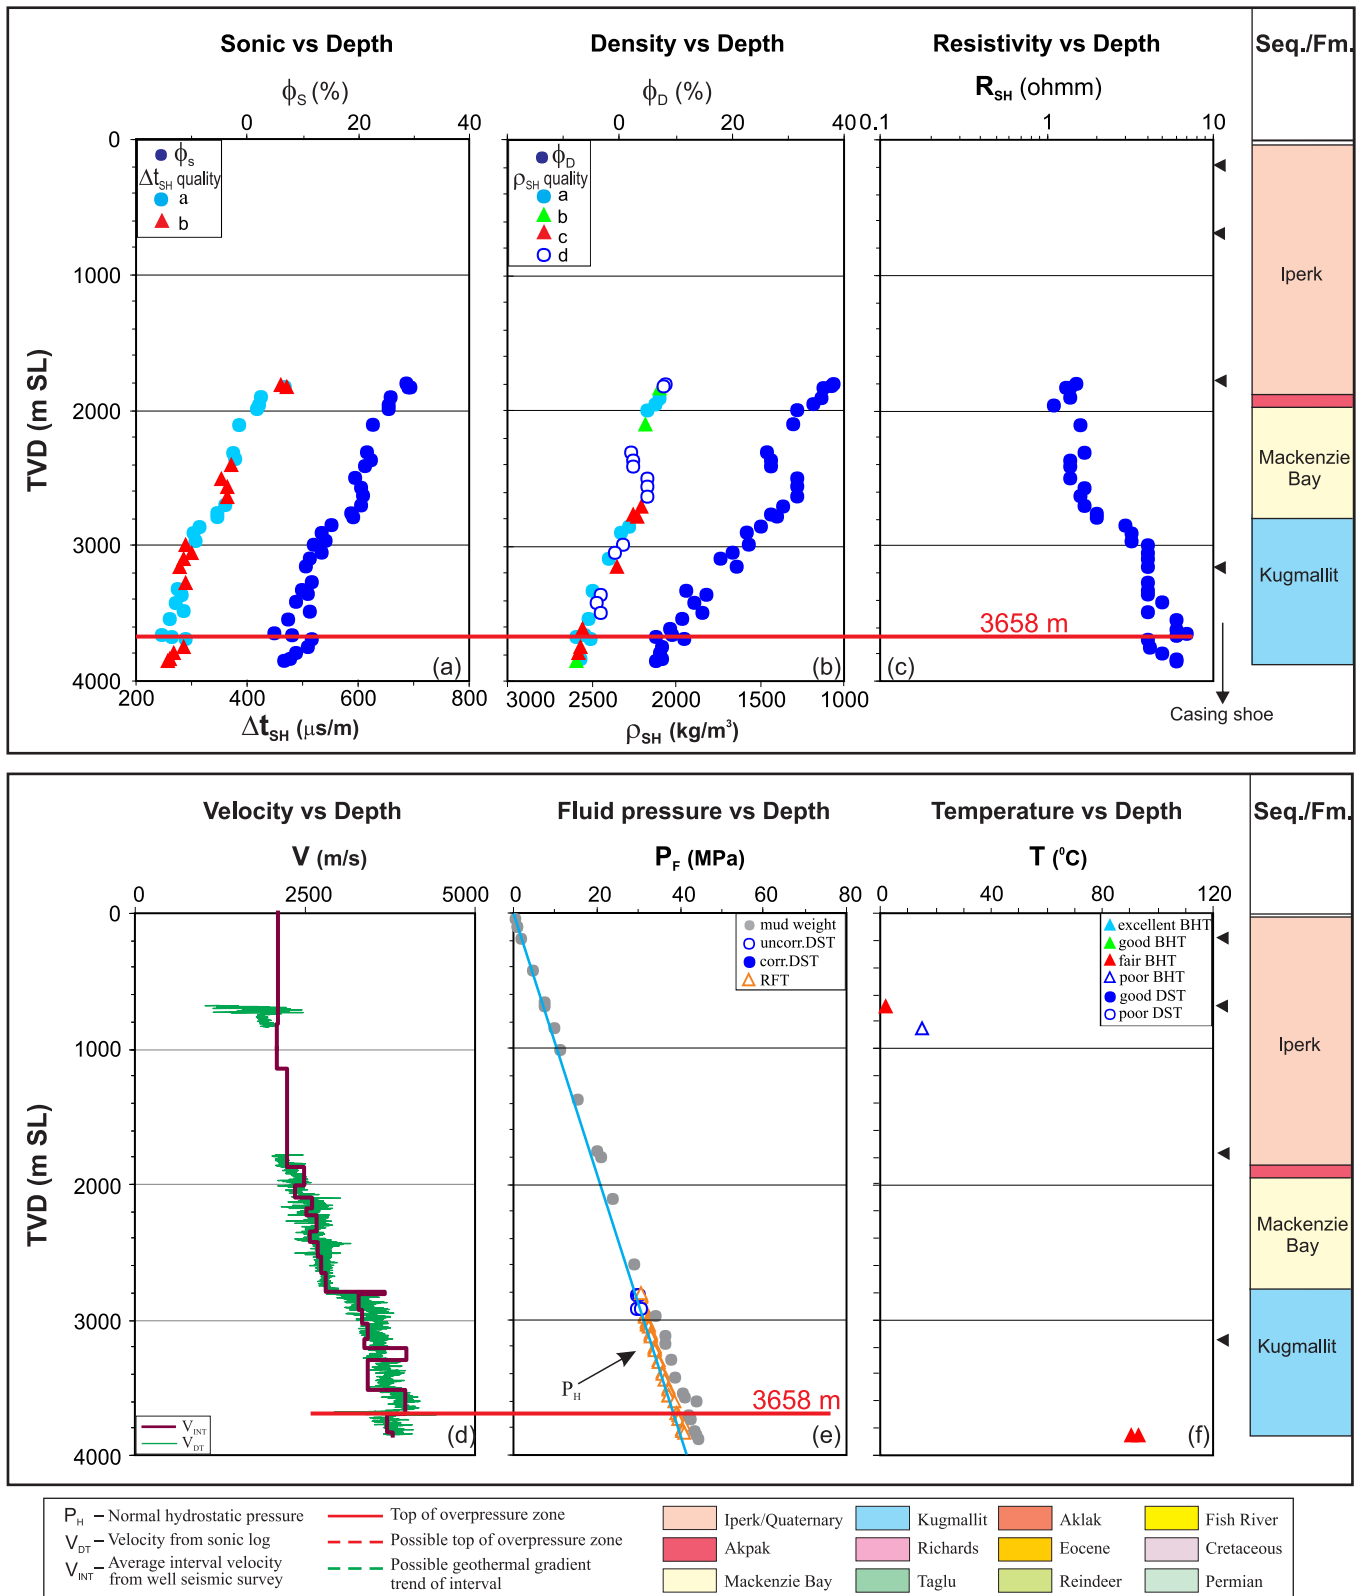 Sonic vs Depth
Density vs Depth
Resistivity vs Depth
Seq./Fm.
ϕS (%)
ϕD (%)
RSH (ohmm)
0 20 40
0 20 40
0.1 1 10
TVD (m SL)
0
1000
2000
3000
4000
ϕs
ΔtSH quality
a
b
ϕD
ρSH quality
a
b
c
d
Iperk
Mackenzie
Bay
Kugmallit
3658 m
(a)
(b)
(c)
200 400 600 800
3000 2500 2000 1500 1000
ΔtSH (μs/m)
ρSH (kg/m³)
Casing shoe
Velocity vs Depth
Fluid pressure vs Depth
Temperature vs Depth
Seq./Fm.
V (m/s)
PF (MPa)
T (⁰C)
0 2500 5000
0 20 40 60 80
0 40 80 120
TVD (m SL)
0
1000
2000
3000
4000
mud weight
uncorr.DST
corr.DST
RFT
excellent BHT
good BHT
fair BHT
poor BHT
good DST
poor DST
Iperk
Mackenzie
Bay
Kugmallit
PH
3658 m
VINT
VDT
(d)
(e)
(f)
PH – Normal hydrostatic pressure
VDT – Velocity from sonic log
VINT – Average interval velocity
from well seismic survey
Top of overpressure zone
Possible top of overpressure zone
Possible geothermal gradient
trend of interval
Iperk/Quaternary
Akpak
Mackenzie Bay
Kugmallit
Richards
Taglu
Aklak
Eocene
Reindeer
Fish River
Cretaceous
Permian